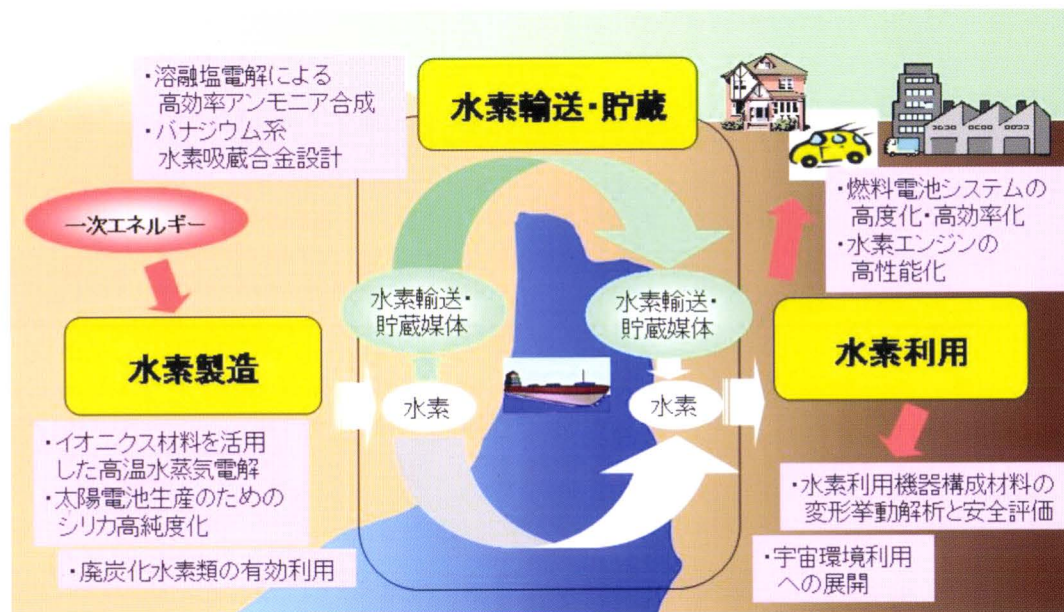 ・溶融塩電解による
高効率アンモニア合成
・バナジウム系
水素吸蔵合金設計
水素輸送・貯蔵
一次エネルギー
・燃料電池システムの
高度化・高効率化
・水素エンジンの
高性能化
水素輸送・
貯蔵媒体
水素輸送・
貯蔵媒体
水素製造
水素
水素
水素利用
・イオニクス材料を活用
した高温水蒸気電解
・太陽電池生産のための
シリカ高純度化
・廃炭化水素類の有効利用
・水素利用機器構成材料の
変形挙動解析と安全評価
・宇宙環境利用
への展開